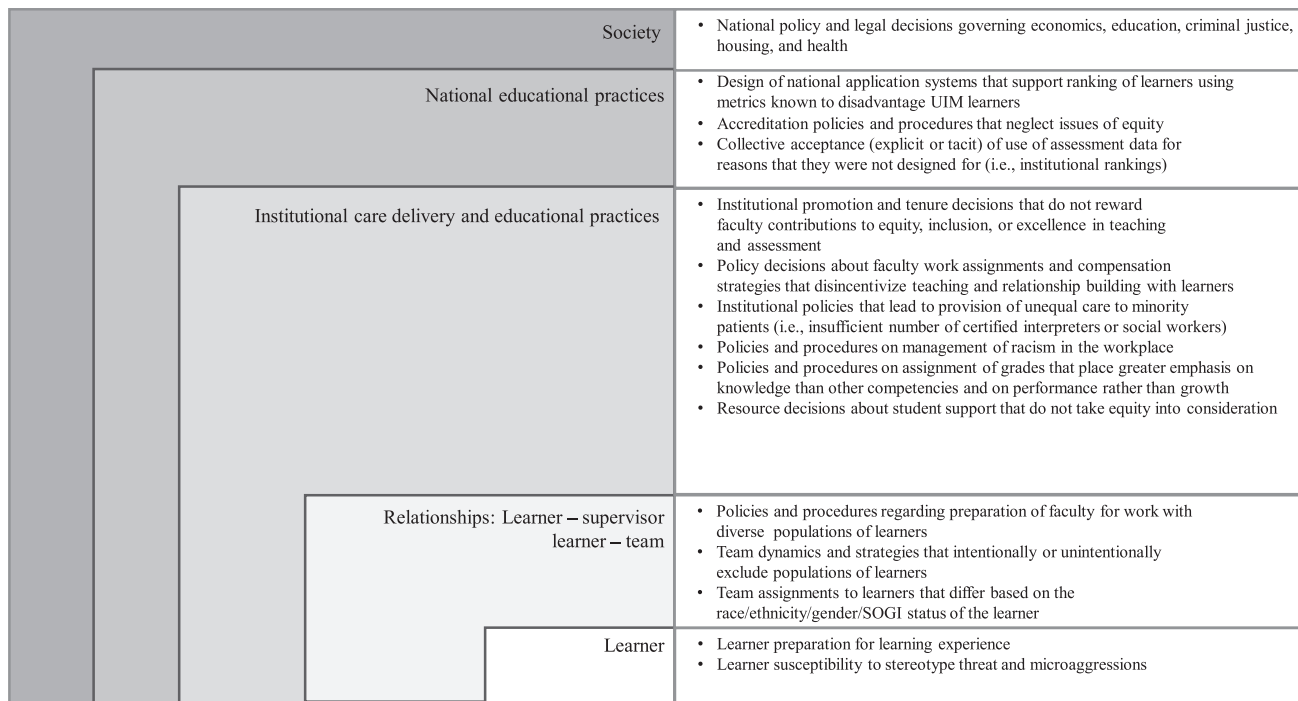 Society
• National policy and legal decisions governing economics, education, criminal justice,
housing, and health
National educational practices
• Design of national application systems that support ranking of learners using
metrics known to disadvantage UIM learners
• Accreditation policies and procedures that neglect issues of equity
• Collective acceptance (explicit or tacit) of use of assessment data for
reasons that they were not designed for (i.e., institutional rankings)
Institutional care delivery and educational practices
• Institutional promotion and tenure decisions that do not reward
faculty contributions to equity, inclusion, or excellence in teaching
and assessment
• Policy decisions about faculty work assignments and compensation
strategies that disincentivize teaching and relationship building with learners
• Institutional policies that lead to provision of unequal care to minority
patients (i.e., insufficient number of certified interpreters or social workers)
• Policies and procedures on management of racism in the workplace
• Policies and procedures on assignment of grades that place greater emphasis on
knowledge than other competencies and on performance rather than growth
• Resource decisions about student support that do not take equity into consideration
Relationships: Learner – supervisor
learner – team
• Policies and procedures regarding preparation of faculty for work with
diverse populations of learners
• Team dynamics and strategies that intentionally or unintentionally
exclude populations of learners
• Team assignments to learners that differ based on the
race/ethnicity/gender/SOGI status of the learner
Learner
• Learner preparation for learning experience
• Learner susceptibility to stereotype threat and microaggressions